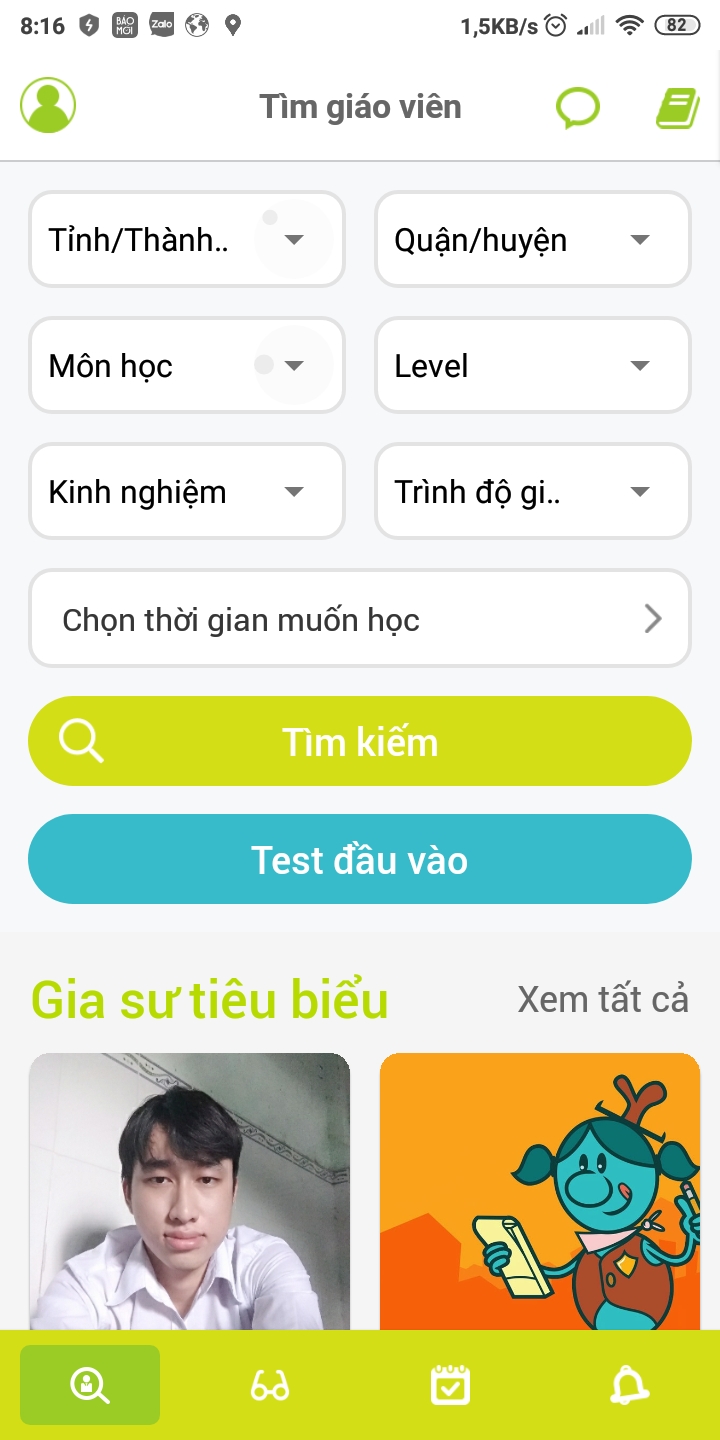 8:16 BÁO MỚI Zalo 1,5KB/s 82
Tìm giáo viên
Tỉnh/Thành.. Quận/huyện
Môn học Level
Kinh nghiệm Trình độ gi..
Chọn thời gian muốn học
Tìm kiếm
Test đầu vào
Gia sư tiêu biểu Xem tất cả